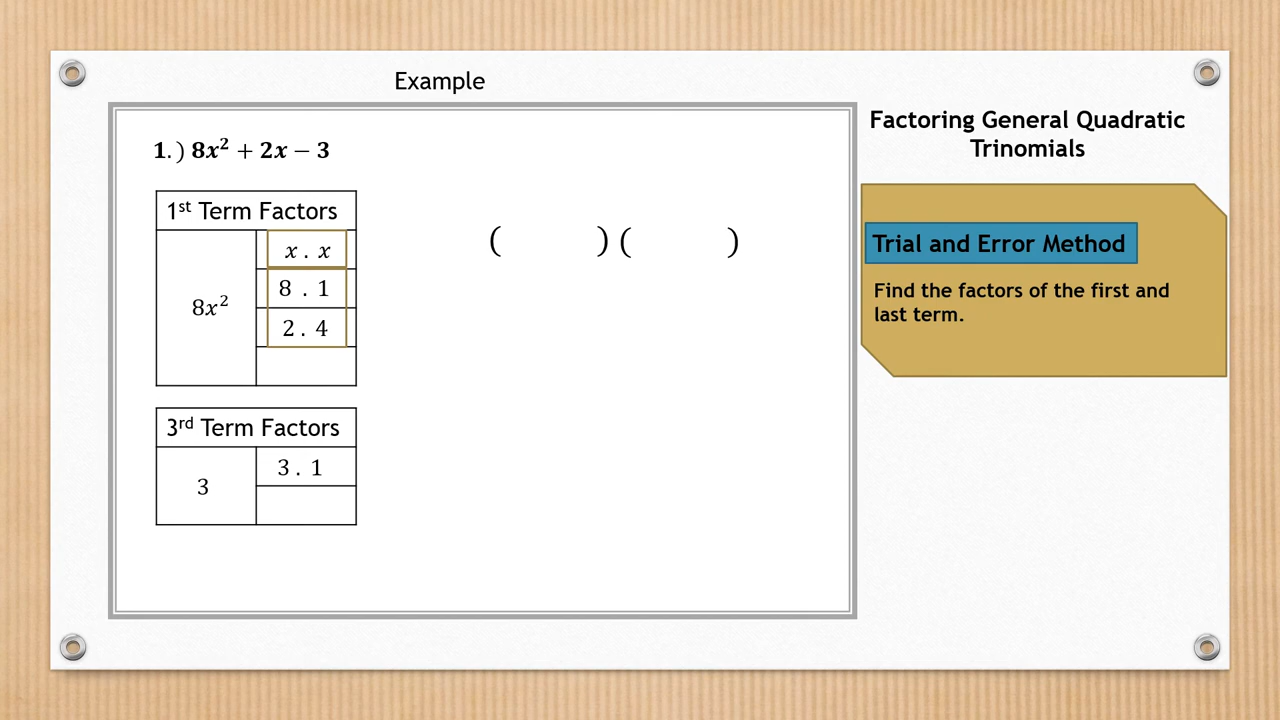 Example
1.) 8x² + 2x − 3
1st Term Factors
8x²
x . x
8 . 1
2 . 4
3rd Term Factors
3
3 . 1
(      ) (      )
Factoring General Quadratic
Trinomials
Trial and Error Method
Find the factors of the first and
last term.